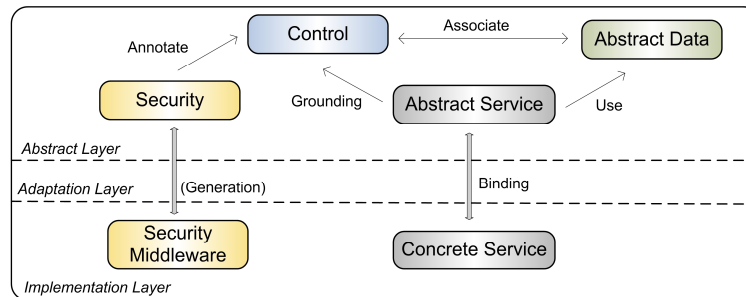 Control
Associate
Abstract Data
Annotate
Security
Grounding
Abstract Service
Use
Abstract Layer
Adaptation Layer
(Generation)
Binding
Security
Middleware
Concrete Service
Implementation Layer